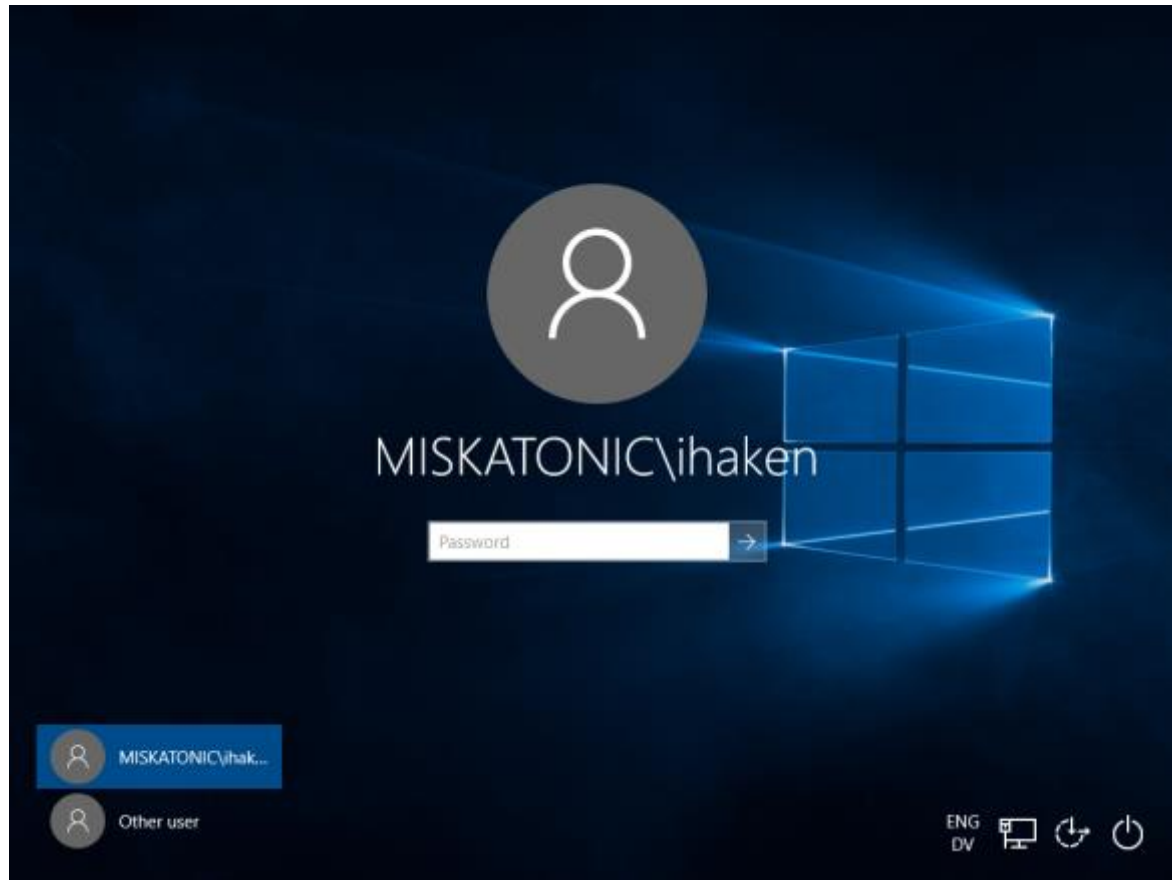 MISKATONIC\ihaken
Password
MISKATONIC\ihak...
Other user
ENG
DV